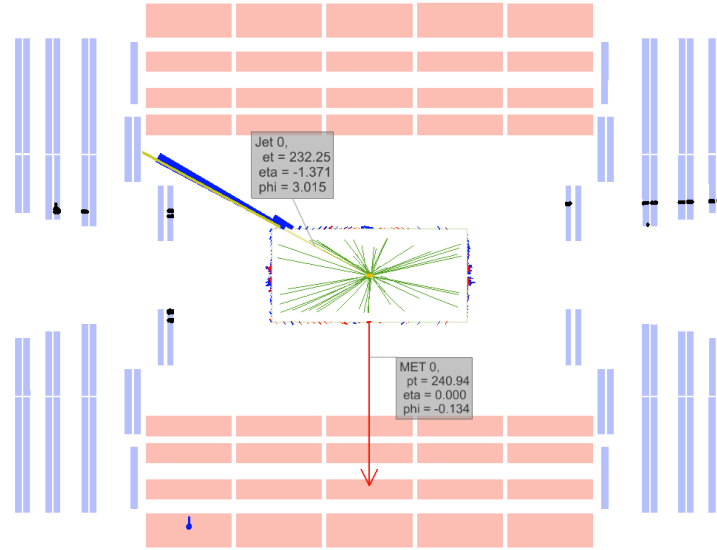 Jet 0,
et = 232.25
eta = -1.371
phi = 3.015
MET 0,
pt = 240.94
eta = 0.000
phi = -0.134